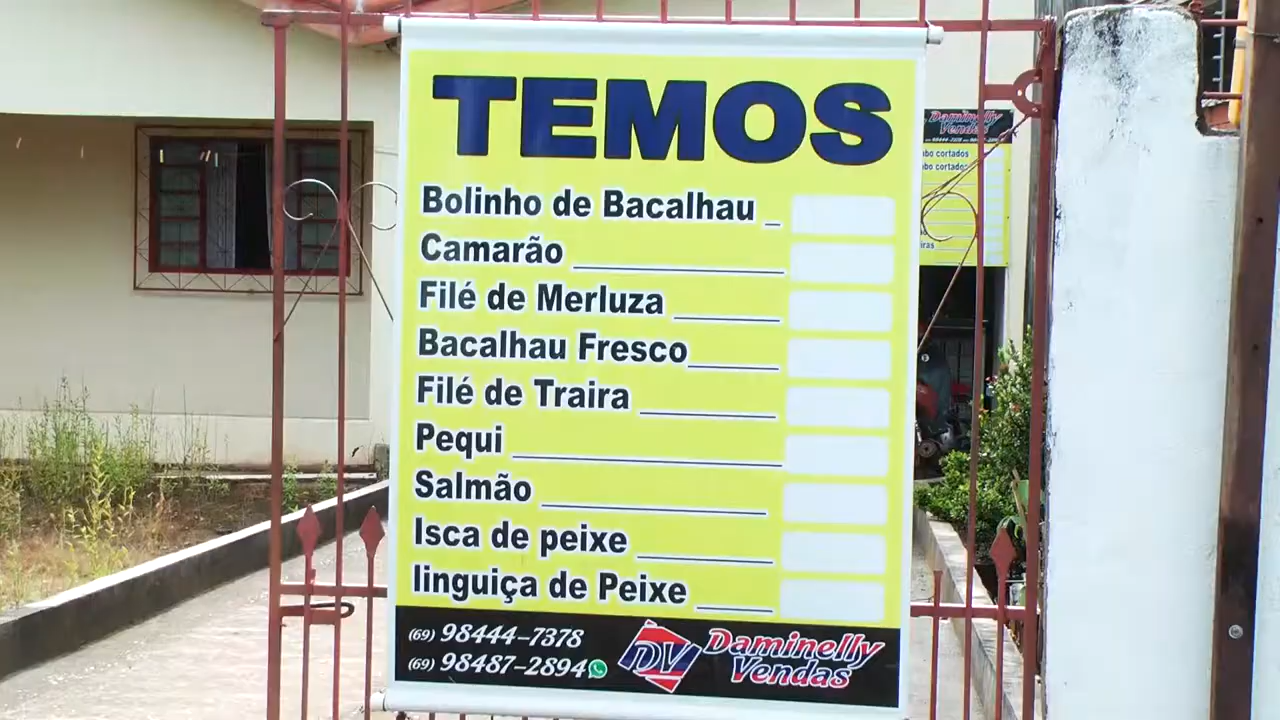 TEMOS
Bolinho de Bacalhau
Camarão
Filé de Merluza
Bacalhau Fresco
Filé de Traira
Pequi
Salmão
Isca de peixe
linguiça de Peixe
(69) 98444-7378
(69) 98487-2894
DV Daminelly
Vendas
Daminelly
Vendas
cortados